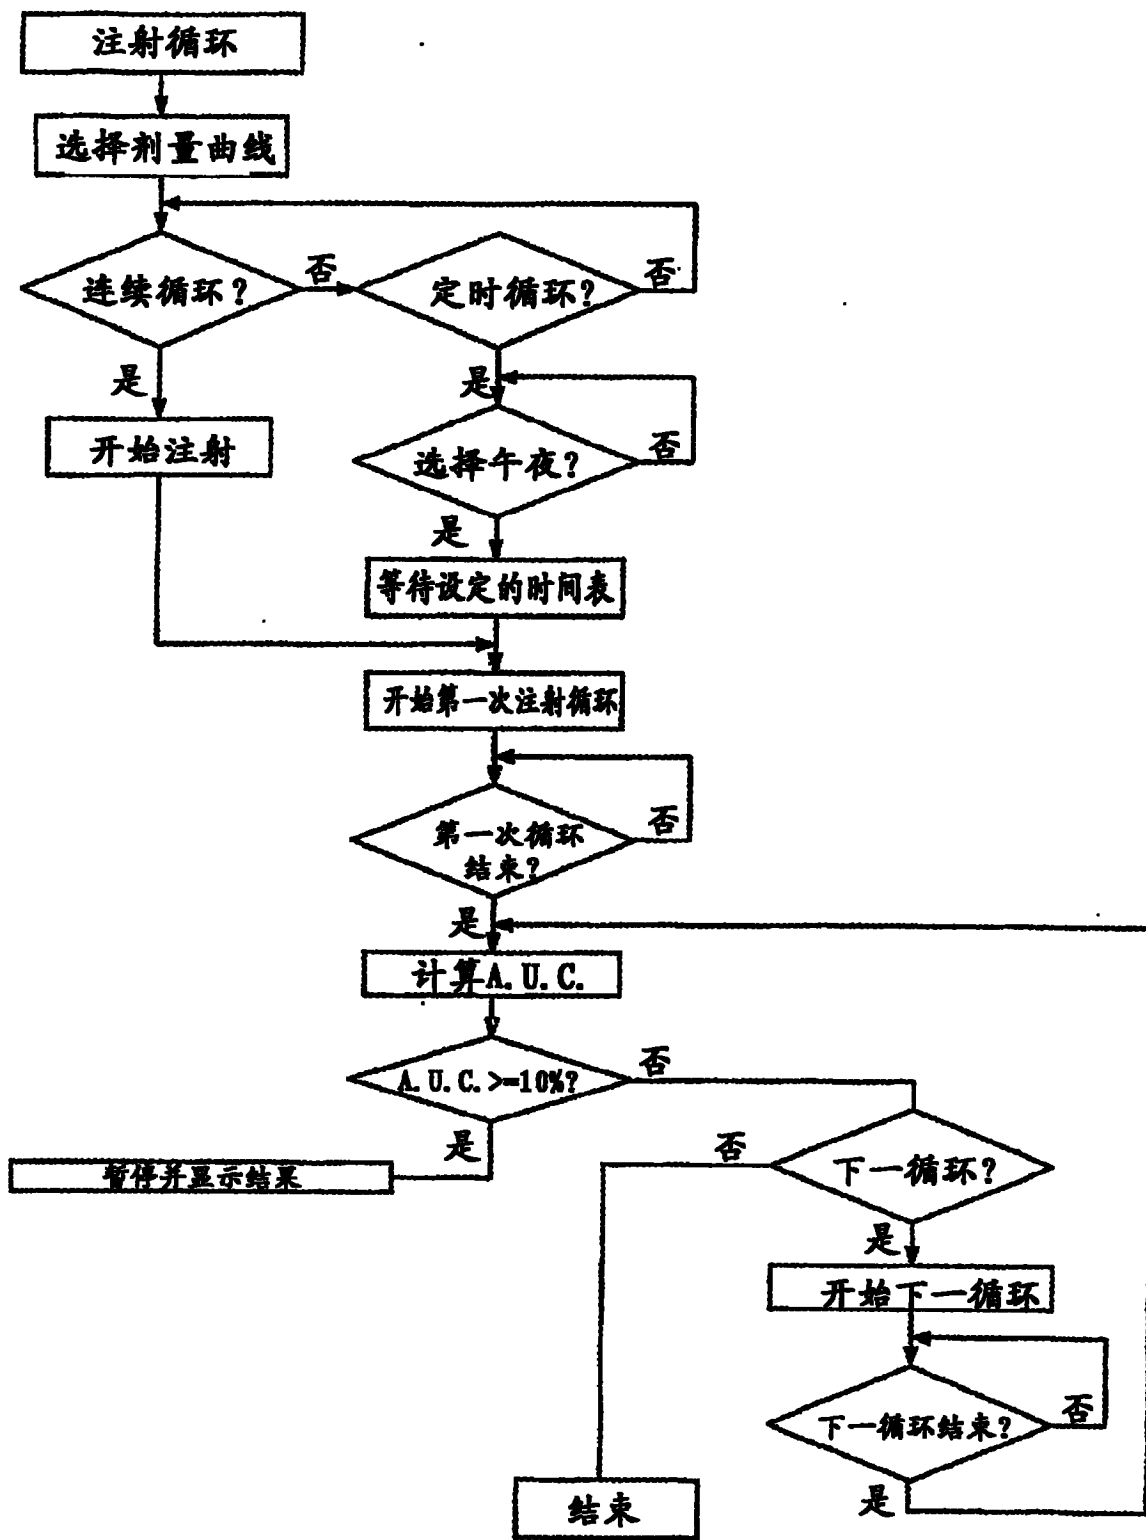 注射循环
选择剂量曲线
连续循环?
否
定时循环?
否
是
是
开始注射
选择午夜?
否
是
等待设定的时间表
开始第一次注射循环
第一次循环
结束?
否
是
计算A.U.C.
A.U.C.>=10%?
否
是
暂停并显示结果
否
下一循环?
是
开始下一循环
下一循环结束?
否
是
结束